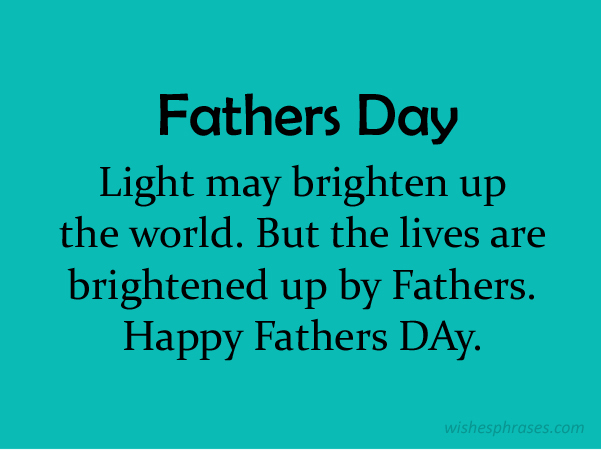 Fathers Day
Light may brighten up
the world. But the lives are
brightened up by Fathers.
Happy Fathers DAy.
wishesphrases.com